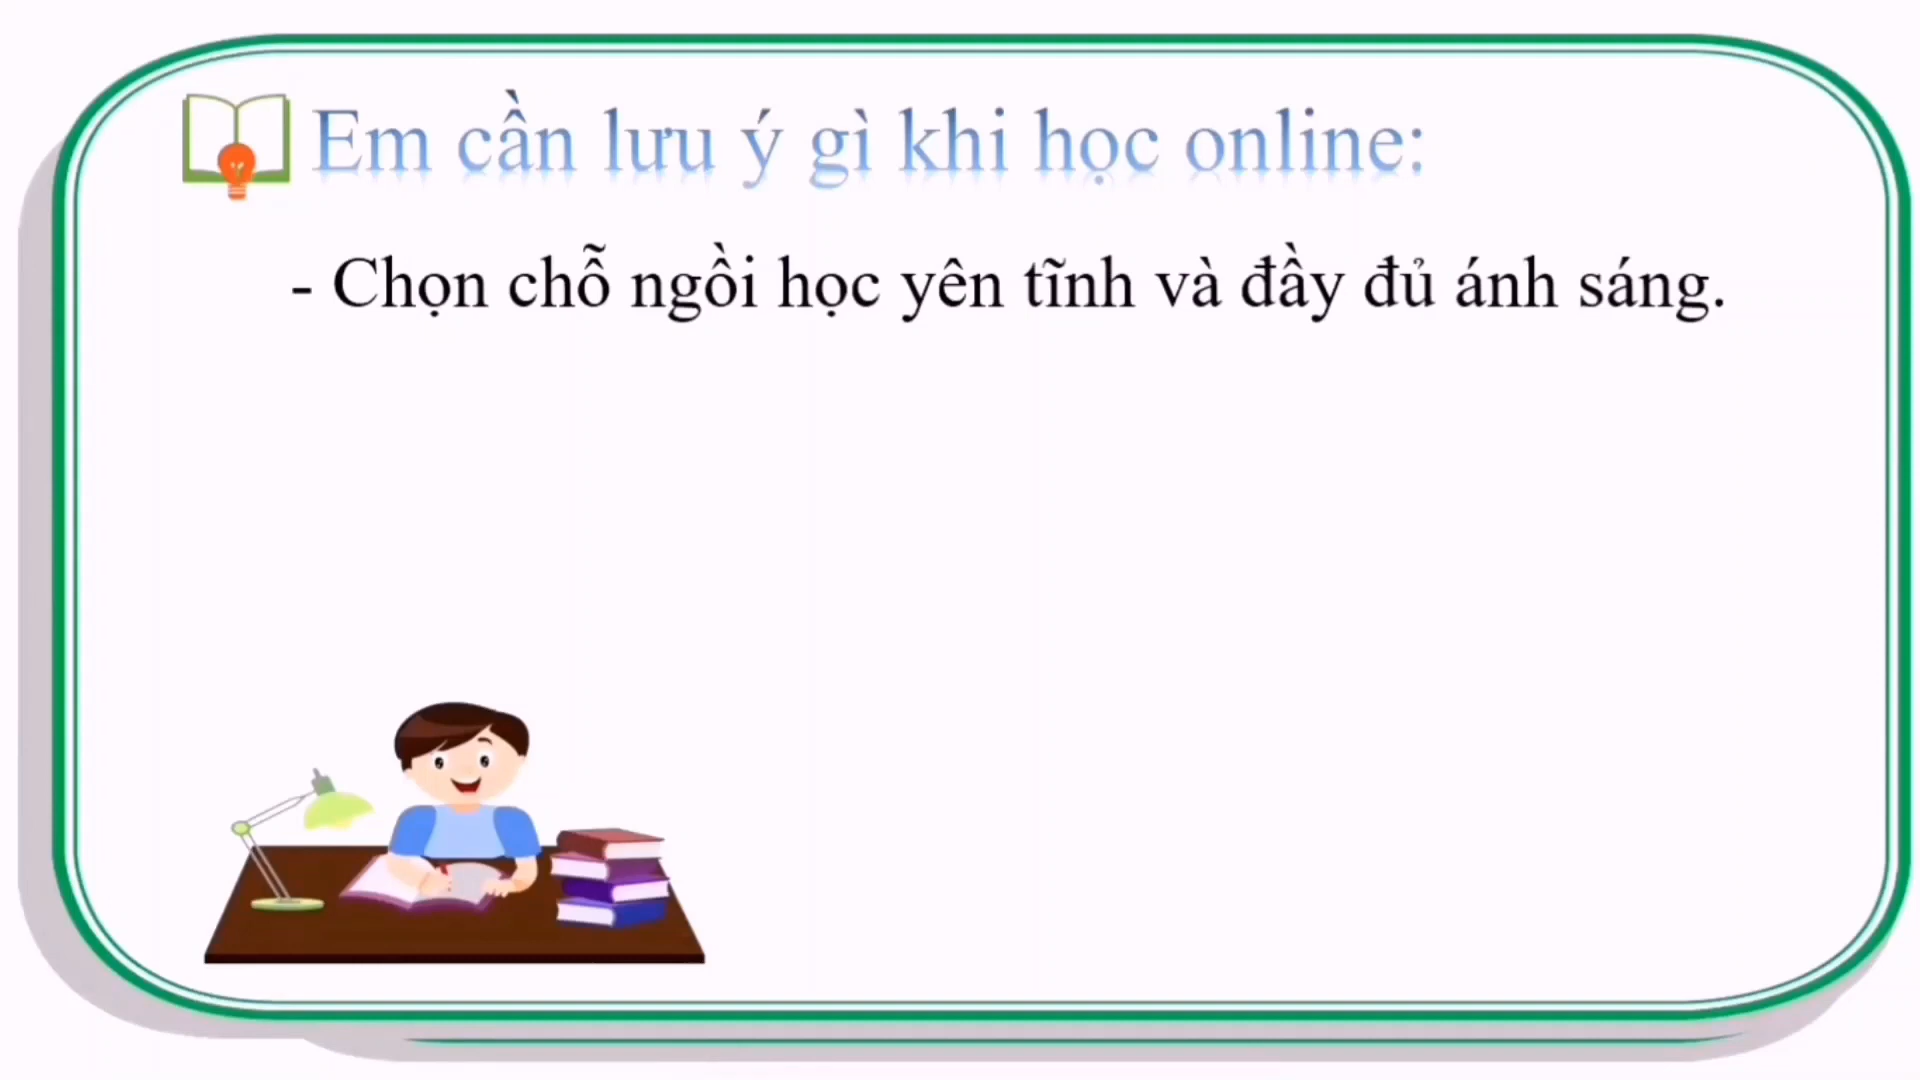 Em cần lưu ý gì khi học online:
- Chọn chỗ ngồi học yên tĩnh và đầy đủ ánh sáng.